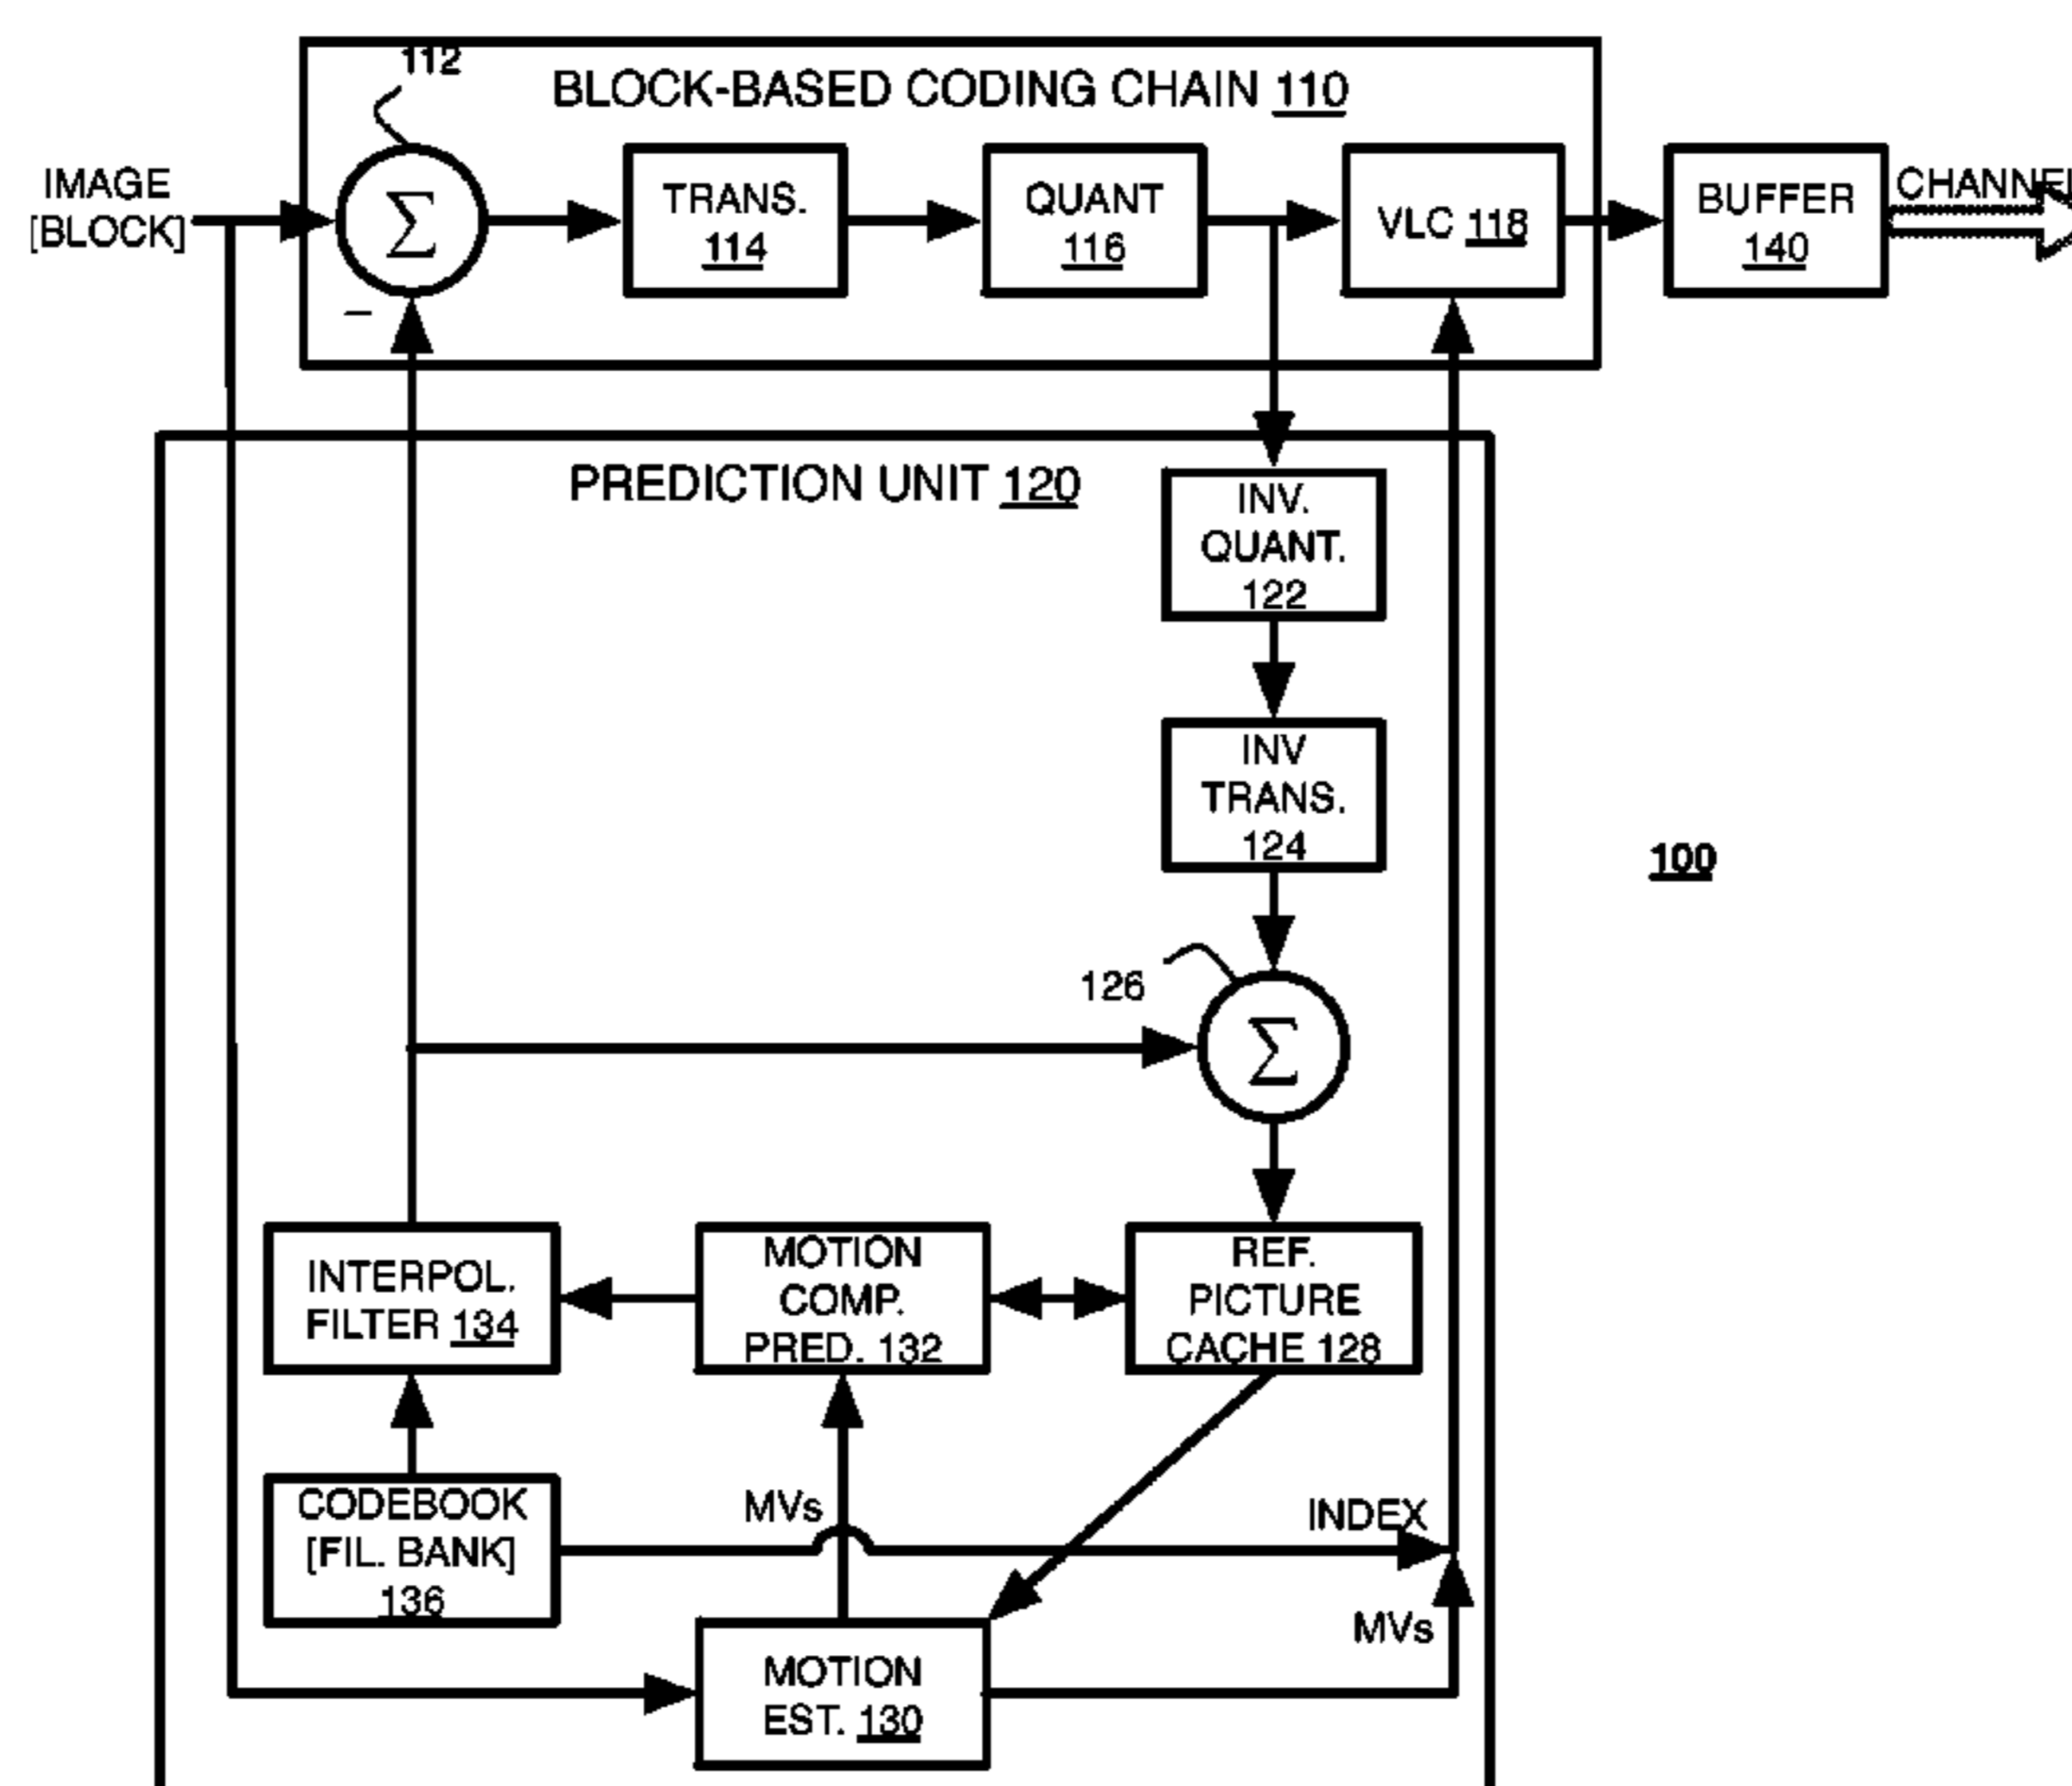 112
BLOCK-BASED CODING CHAIN 110
IMAGE
[BLOCK]
Σ
TRANS.
114
QUANT
116
VLC 118
BUFFER
140
CHANNEL
–
PREDICTION UNIT 120
INV.
QUANT.
122
INV
TRANS.
124
100
126
Σ
INTERPOL.
FILTER 134
MOTION
COMP.
PRED. 132
REF.
PICTURE
CACHE 128
CODEBOOK
[FIL. BANK]
136
MVs
INDEX
MVs
MOTION
EST. 130